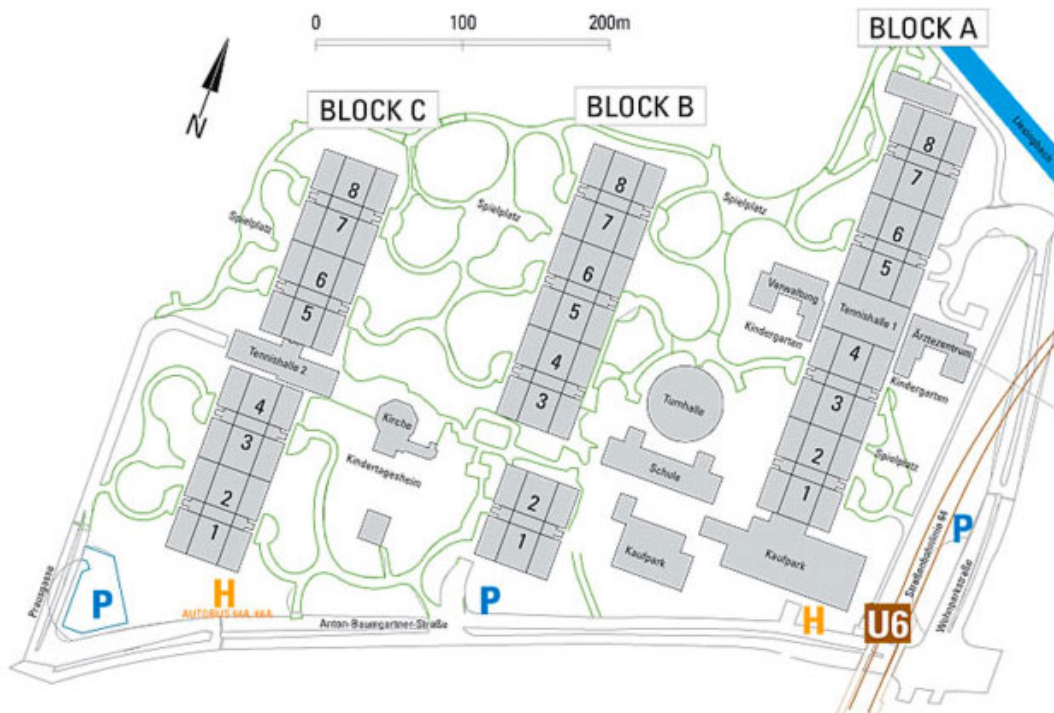 0 100 200m
BLOCK A
BLOCK C
BLOCK B
N
Liesingbach
8
7
6
5
Tennishalle 2
4
3
2
1
Spielplatz
Spielplatz
8
7
6
5
4
3
2
1
Spielplatz
8
7
6
5
Tennishalle 1
4
3
2
1
Verwaltung
Kindergarten
Ärztezentrum
Kindergarten
Spielplatz
Turnhalle
Schule
Kaufpark
Kaufpark
Kirche
Kindertagesheim
Prausgasse
P
H
AUTOBUS 64A, 66A
Anton-Baumgartner-Straße
P
H
U6
P
Straßenbahnlinie 64
Wohnparkstraße